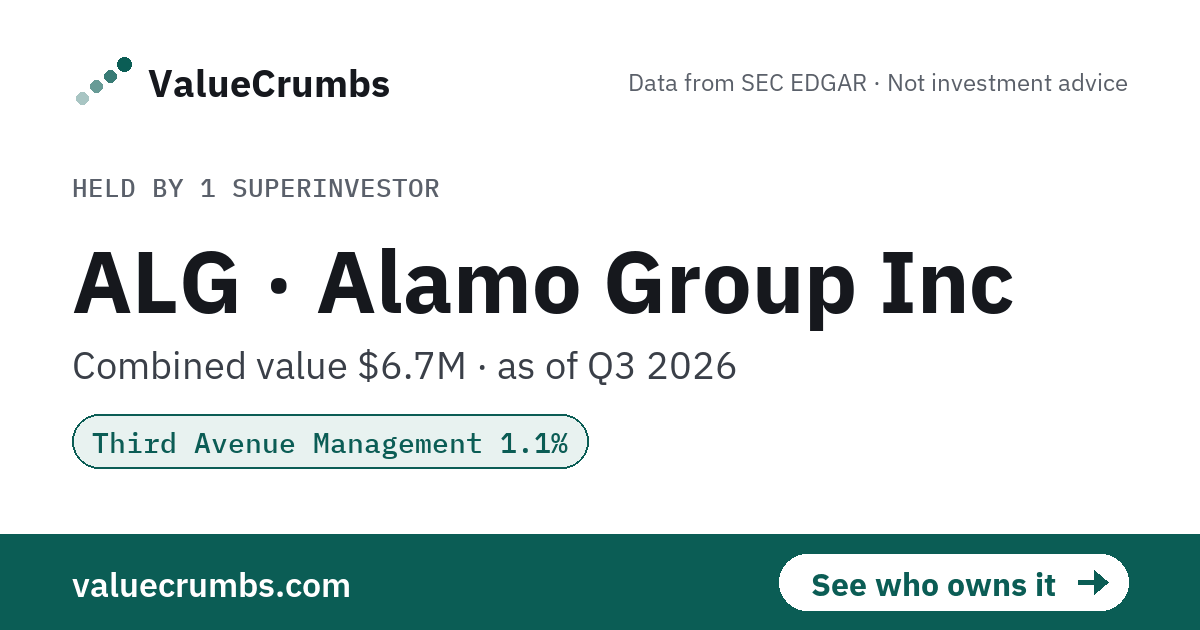 ValueCrumbs
Data from SEC EDGAR · Not investment advice
HELD BY 1 SUPERINVESTOR
ALG · Alamo Group Inc
Combined value $6.7M · as of Q3 2026
Third Avenue Management 1.1%
valuecrumbs.com
See who owns it →